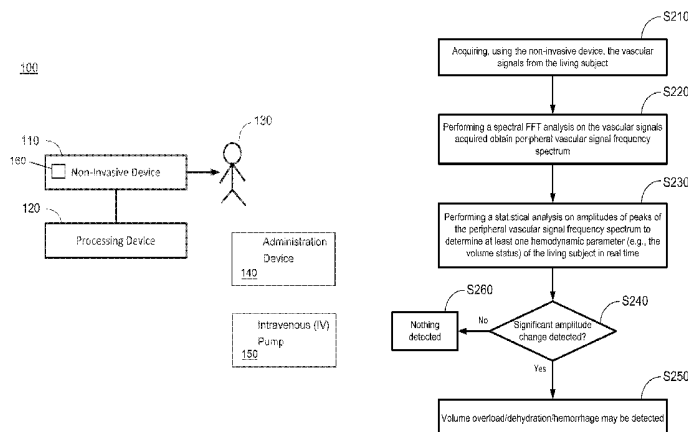 100
110
160
Non-Invasive Device
130
120
Processing Device
Administration
Device
140
Intravenous (IV)
Pump
150
S210
Acquiring, using the non-invasive device, the vascular
signals from the living subject
S220
Performing a spectral FFT analysis on the vascular signals
acquired obtain peripheral vascular signal frequency
spectrum
S230
Performing a statistical analysis on amplitudes of peaks of
the peripheral vascular signal frequency spectrum to
determine at least one hemodynamic parameter (e.g., the
volume status) of the living subject in real time
S260
Nothing
detected
No
S240
Significant amplitude
change detected?
Yes
S250
Volume overload/dehydration/hemorrhage may be detected